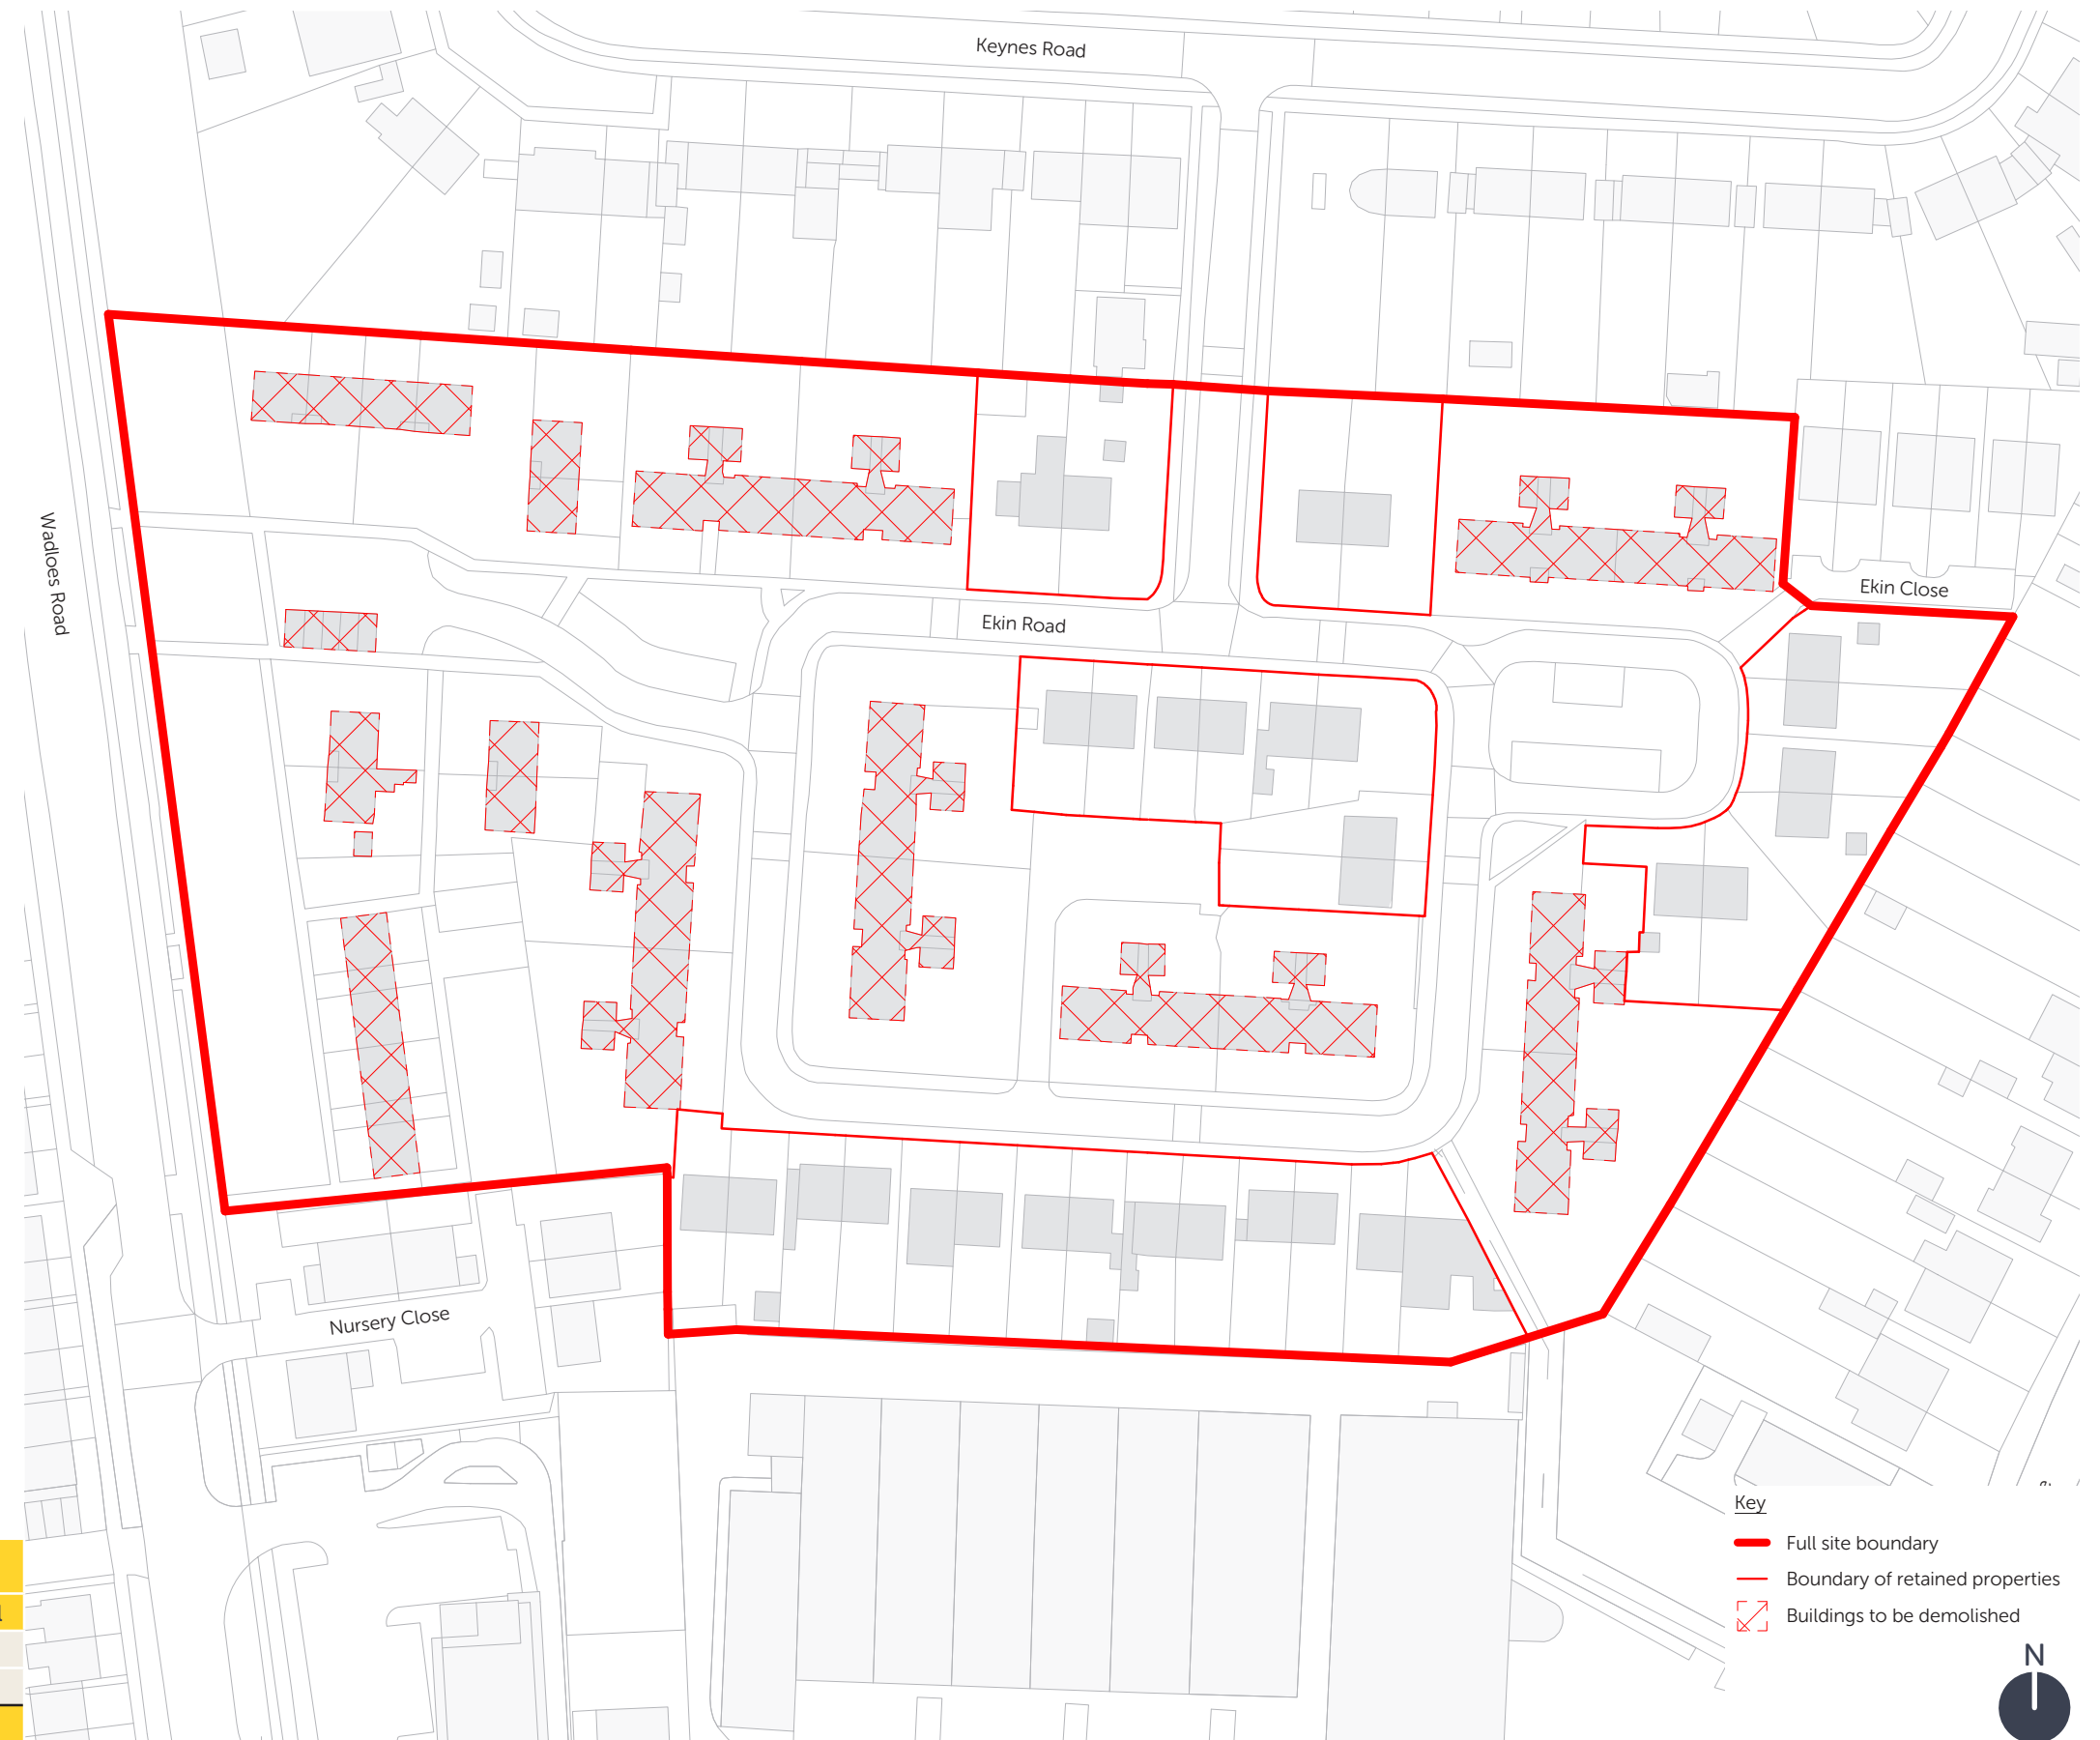 Keynes Road
Wadloes Road
Ekin Close
Ekin Road
Nursery Close
Key
Full site boundary
Boundary of retained properties
Buildings to be demolished
N